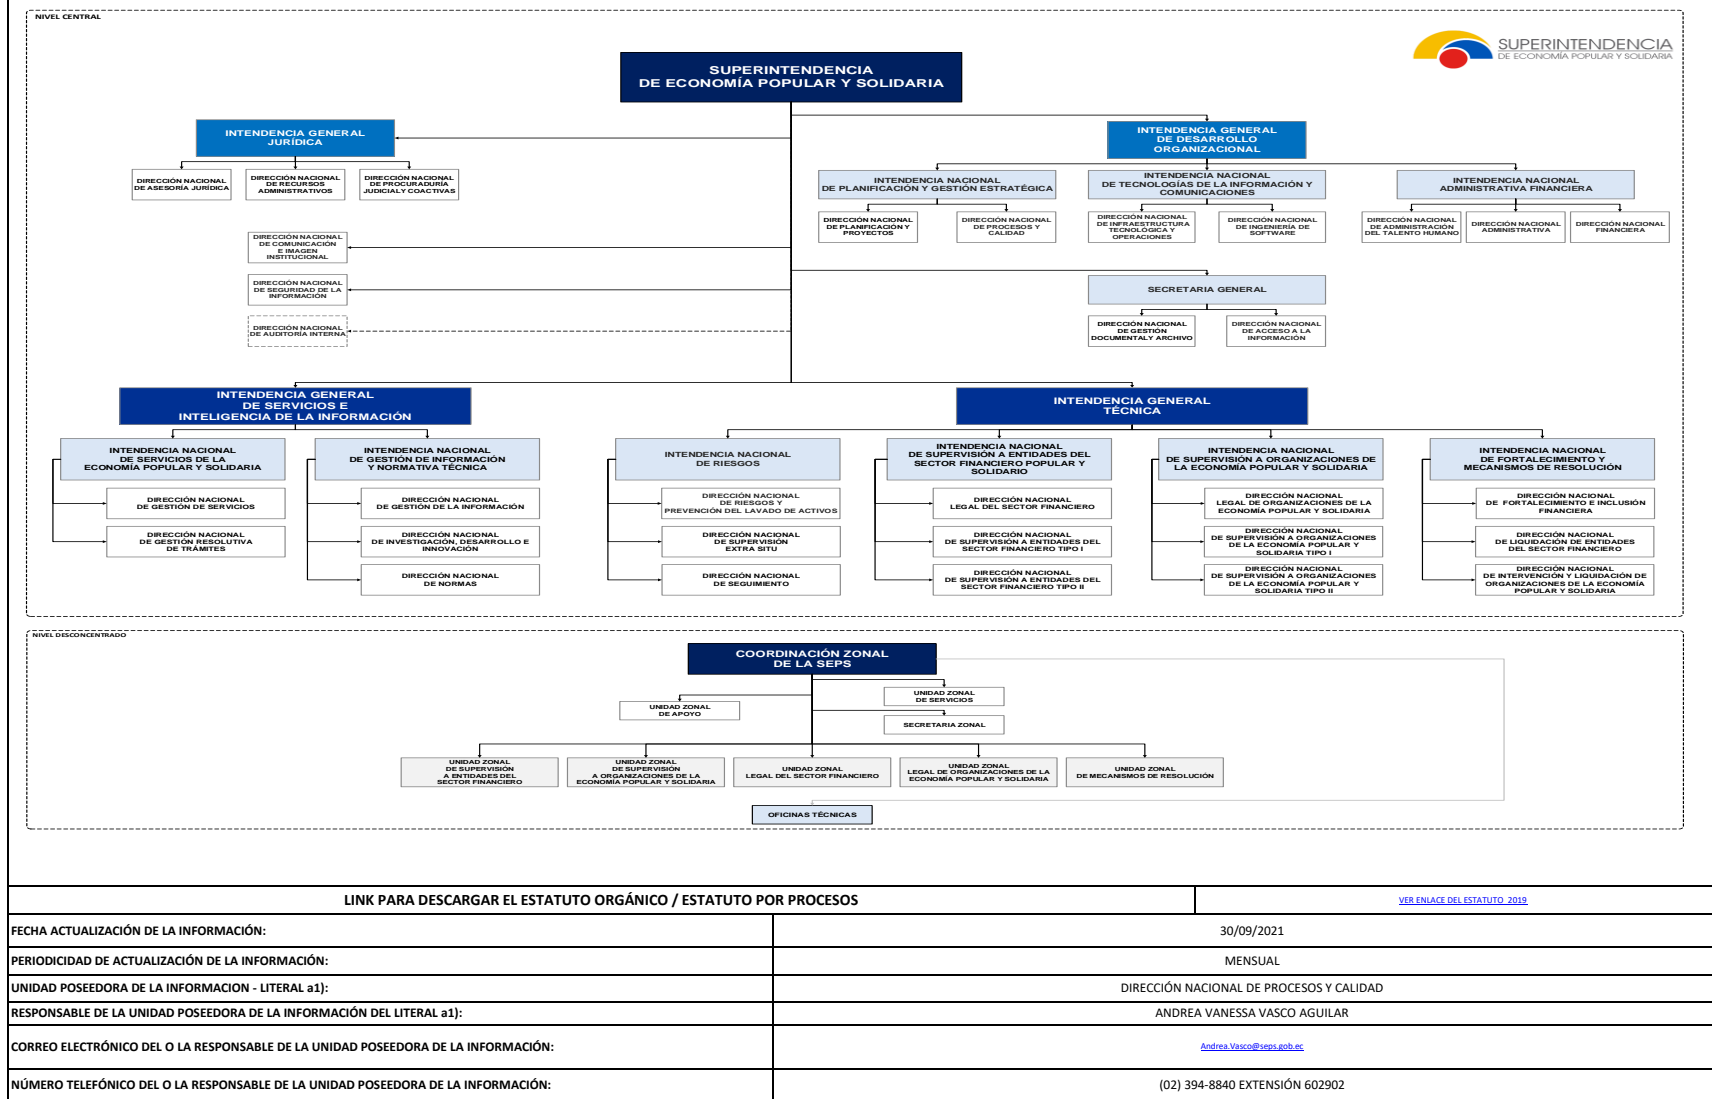 NIVEL CENTRAL
SUPERINTENDENCIA
DE ECONOMÍA POPULAR Y SOLIDARIA
SUPERINTENDENCIA
DE ECONOMÍA POPULAR Y SOLIDARIA
INTENDENCIA GENERAL
JURÍDICA
INTENDENCIA GENERAL
DE DESARROLLO
ORGANIZACIONAL
DIRECCIÓN NACIONAL
DE ASESORÍA JURÍDICA
DIRECCIÓN NACIONAL
DE RECURSOS
ADMINISTRATIVOS
DIRECCIÓN NACIONAL
DE PROCURADURÍA
JUDICIAL Y COACTIVAS
INTENDENCIA NACIONAL
DE PLANIFICACIÓN Y GESTIÓN ESTRATÉGICA
INTENDENCIA NACIONAL
DE TECNOLOGÍAS DE LA INFORMACIÓN Y
COMUNICACIONES
INTENDENCIA NACIONAL
ADMINISTRATIVA FINANCIERA
DIRECCIÓN NACIONAL
DE PLANIFICACIÓN Y
PROYECTOS
DIRECCIÓN NACIONAL
DE PROCESOS Y
CALIDAD
DIRECCIÓN NACIONAL
DE INFRAESTRUCTURA
TECNOLÓGICA Y
OPERACIONES
DIRECCIÓN NACIONAL
DE INGENIERÍA DE
SOFTWARE
DIRECCIÓN NACIONAL
DE ADMINISTRACIÓN
DEL TALENTO HUMANO
DIRECCIÓN NACIONAL
ADMINISTRATIVA
DIRECCIÓN NACIONAL
FINANCIERA
DIRECCIÓN NACIONAL
DE COMUNICACIÓN
E IMAGEN
INSTITUCIONAL
DIRECCIÓN NACIONAL
DE SEGURIDAD DE LA
INFORMACIÓN
DIRECCIÓN NACIONAL
DE AUDITORÍA INTERNA
SECRETARIA GENERAL
DIRECCIÓN NACIONAL
DE GESTIÓN
DOCUMENTAL Y ARCHIVO
DIRECCIÓN NACIONAL
DE ACCESO A LA
INFORMACIÓN
INTENDENCIA GENERAL
DE SERVICIOS E
INTELIGENCIA DE LA INFORMACIÓN
INTENDENCIA GENERAL
TÉCNICA
INTENDENCIA NACIONAL
DE SERVICIOS DE LA
ECONOMÍA POPULAR Y SOLIDARIA
INTENDENCIA NACIONAL
DE GESTIÓN DE INFORMACIÓN
Y NORMATIVA TÉCNICA
INTENDENCIA NACIONAL
DE RIESGOS
INTENDENCIA NACIONAL
DE SUPERVISIÓN A ENTIDADES DEL
SECTOR FINANCIERO POPULAR Y
SOLIDARIO
INTENDENCIA NACIONAL
DE SUPERVISIÓN A ORGANIZACIONES DE
LA ECONOMÍA POPULAR Y SOLIDARIA
INTENDENCIA NACIONAL
DE FORTALECIMIENTO Y
MECANISMOS DE RESOLUCIÓN
DIRECCIÓN NACIONAL
DE GESTIÓN DE SERVICIOS
DIRECCIÓN NACIONAL
DE GESTIÓN DE LA INFORMACIÓN
DIRECCIÓN NACIONAL
DE RIESGOS Y
PREVENCIÓN DEL LAVADO DE ACTIVOS
DIRECCIÓN NACIONAL
LEGAL DEL SECTOR FINANCIERO
DIRECCIÓN NACIONAL
LEGAL DE ORGANIZACIONES DE LA
ECONOMÍA POPULAR Y SOLIDARIA
DIRECCIÓN NACIONAL
DE FORTALECIMIENTO E INCLUSIÓN
FINANCIERA
DIRECCIÓN NACIONAL
DE GESTIÓN RESOLUTIVA
DE TRÁMITES
DIRECCIÓN NACIONAL
DE INVESTIGACIÓN, DESARROLLO E
INNOVACIÓN
DIRECCIÓN NACIONAL
DE SUPERVISIÓN
EXTRA SITU
DIRECCIÓN NACIONAL
DE SUPERVISIÓN A ENTIDADES DEL
SECTOR FINANCIERO TIPO I
DIRECCIÓN NACIONAL
DE SUPERVISIÓN A ORGANIZACIONES
DE LA ECONOMÍA POPULAR Y
SOLIDARIA TIPO I
DIRECCIÓN NACIONAL
DE LIQUIDACIÓN DE ENTIDADES
DEL SECTOR FINANCIERO
DIRECCIÓN NACIONAL
DE NORMAS
DIRECCIÓN NACIONAL
DE SEGUIMIENTO
DIRECCIÓN NACIONAL
DE SUPERVISIÓN A ENTIDADES DEL
SECTOR FINANCIERO TIPO II
DIRECCIÓN NACIONAL
DE SUPERVISIÓN A ORGANIZACIONES
DE LA ECONOMÍA POPULAR Y
SOLIDARIA TIPO II
DIRECCIÓN NACIONAL
DE INTERVENCIÓN Y LIQUIDACIÓN DE
ORGANIZACIONES DE LA ECONOMÍA
POPULAR Y SOLIDARIA
NIVEL DESCONCENTRADO
COORDINACIÓN ZONAL
DE LA SEPS
UNIDAD ZONAL
DE SERVICIOS
UNIDAD ZONAL
DE APOYO
SECRETARIA ZONAL
UNIDAD ZONAL
DE SUPERVISIÓN
A ENTIDADES DEL
SECTOR FINANCIERO
UNIDAD ZONAL
DE SUPERVISIÓN
A ORGANIZACIONES DE LA
ECONOMÍA POPULAR Y SOLIDARIA
UNIDAD ZONAL
LEGAL DEL SECTOR FINANCIERO
UNIDAD ZONAL
LEGAL DE ORGANIZACIONES DE LA
ECONOMÍA POPULAR Y SOLIDARIA
UNIDAD ZONAL
DE MECANISMOS DE RESOLUCIÓN
OFICINAS TÉCNICAS
LINK PARA DESCARGAR EL ESTATUTO ORGÁNICO / ESTATUTO POR PROCESOS
VER ENLACE DEL ESTATUTO 2019
FECHA ACTUALIZACIÓN DE LA INFORMACIÓN:
30/09/2021
PERIODICIDAD DE ACTUALIZACIÓN DE LA INFORMACIÓN:
MENSUAL
UNIDAD POSEEDORA DE LA INFORMACION - LITERAL a1):
DIRECCIÓN NACIONAL DE PROCESOS Y CALIDAD
RESPONSABLE DE LA UNIDAD POSEEDORA DE LA INFORMACIÓN DEL LITERAL a1):
ANDREA VANESSA VASCO AGUILAR
CORREO ELECTRÓNICO DEL O LA RESPONSABLE DE LA UNIDAD POSEEDORA DE LA INFORMACIÓN:
Andrea.Vasco@seps.gob.ec
NÚMERO TELEFÓNICO DEL O LA RESPONSABLE DE LA UNIDAD POSEEDORA DE LA INFORMACIÓN:
(02) 394-8840 EXTENSIÓN 602902